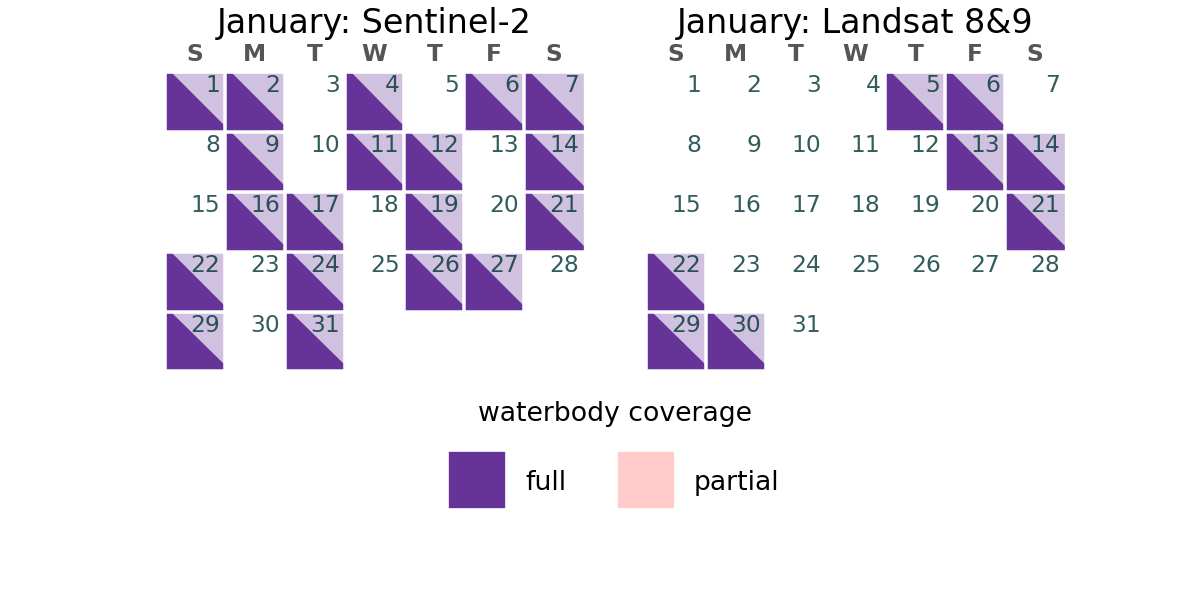 January: Sentinel-2
S M T W T F S
1 2 3 4 5 6 7
8 9 10 11 12 13 14
15 16 17 18 19 20 21
22 23 24 25 26 27 28
29 30 31
January: Landsat 8&9
S M T W T F S
1 2 3 4 5 6 7
8 9 10 11 12 13 14
15 16 17 18 19 20 21
22 23 24 25 26 27 28
29 30 31
waterbody coverage
full partial